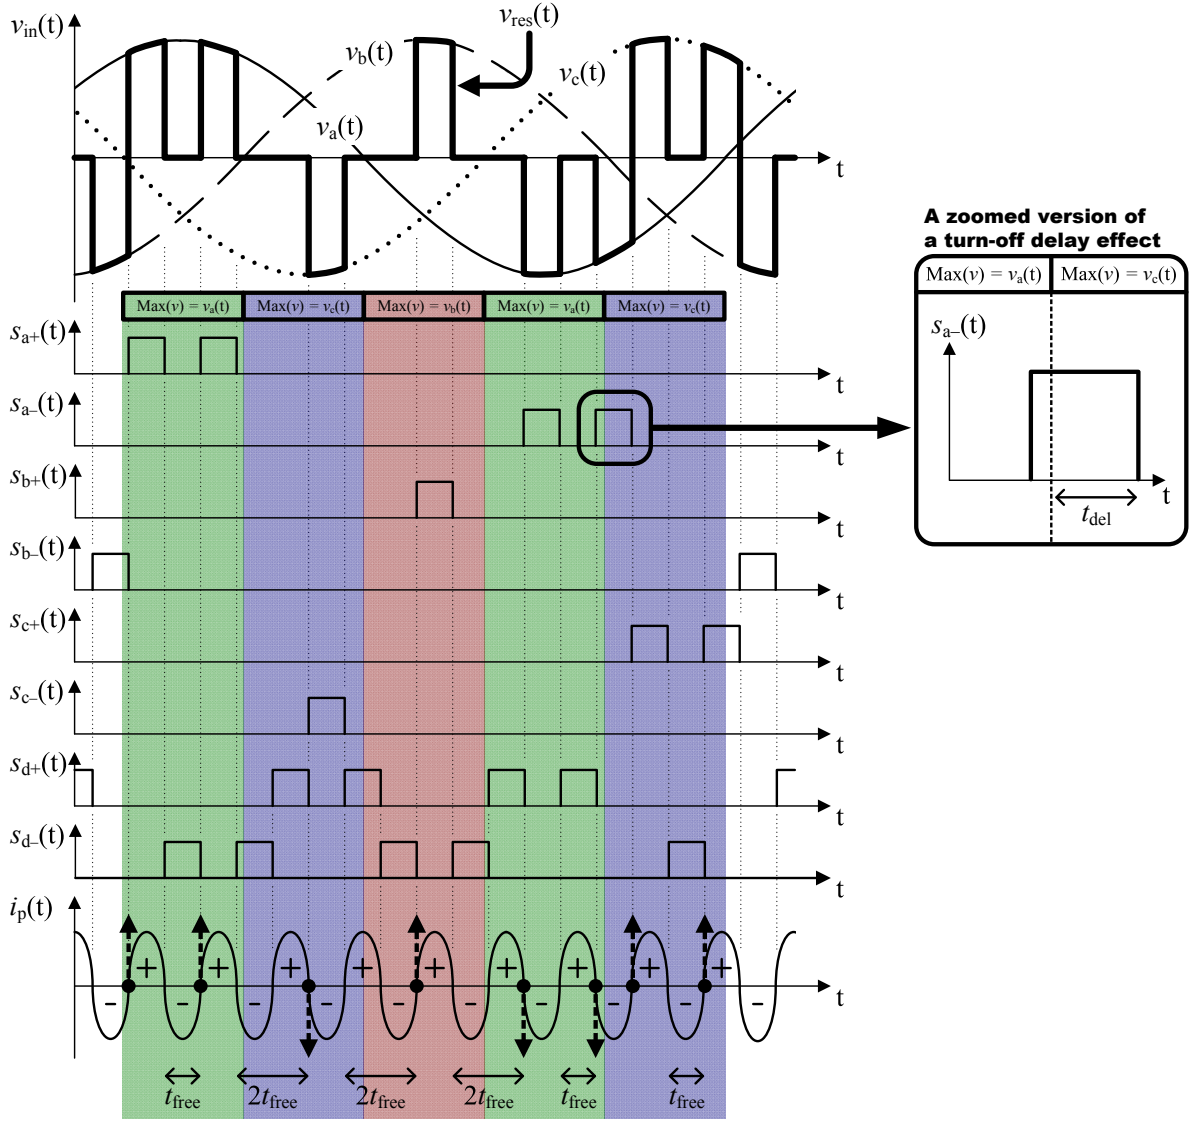 v_in(t)
v_res(t)
v_b(t)
v_c(t)
v_a(t)
t
A zoomed version of
a turn-off delay effect
Max(v) = v_a(t) Max(v) = v_c(t)
s_a–(t)
t
t_del
Max(v) = v_a(t) Max(v) = v_c(t) Max(v) = v_b(t) Max(v) = v_a(t) Max(v) = v_c(t)
s_a+(t)
t
s_a–(t)
t
s_b+(t)
t
s_b–(t)
t
s_c+(t)
t
s_c–(t)
t
s_d+(t)
t
s_d–(t)
t
i_p(t)
+ + + + + + + + +
t
– – – – – – – – – –
t_free 2t_free 2t_free 2t_free t_free t_free